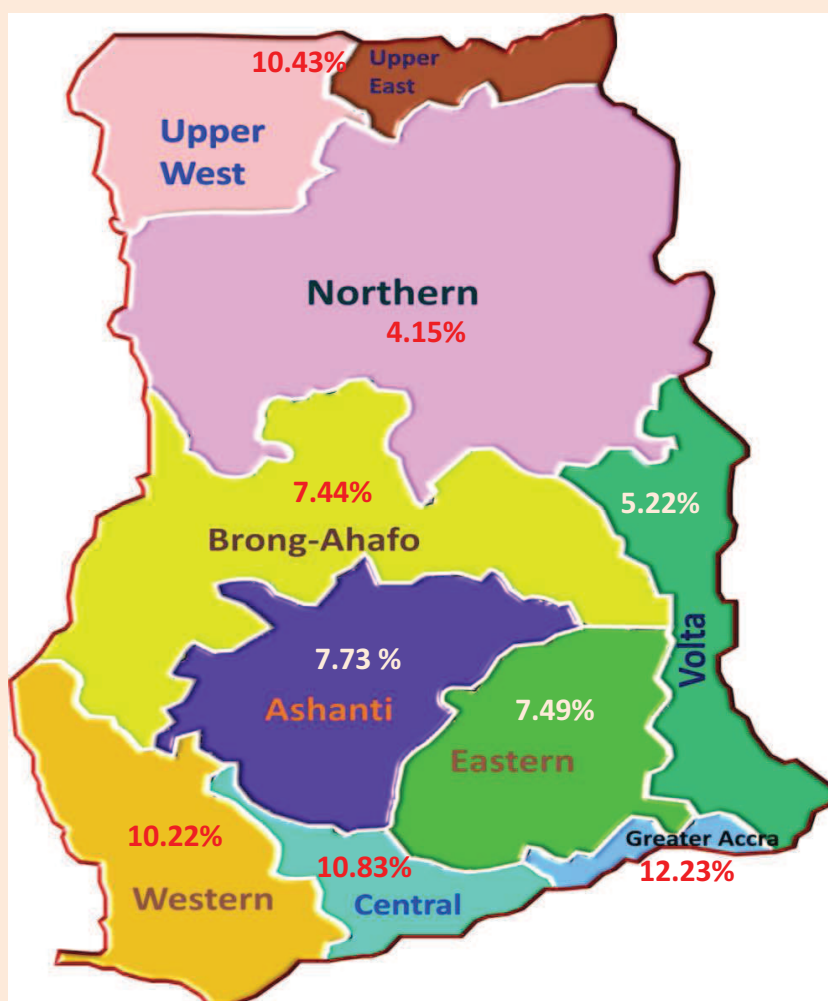 10.43%
Upper
East
Upper
West
Northern
4.15%
7.44%
Brong-Ahafo
5.22%
Volta
7.73 %
Ashanti
7.49%
Eastern
10.22%
Western
10.83%
Central
Greater Accra
12.23%